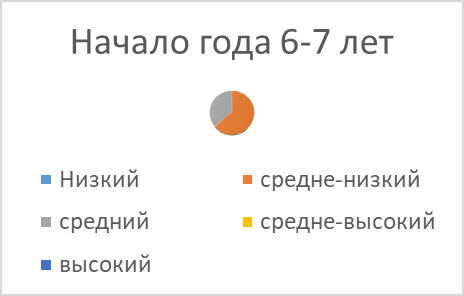 Начало года 6-7 лет
Низкий
средне-низкий
средний
средне-высокий
высокий